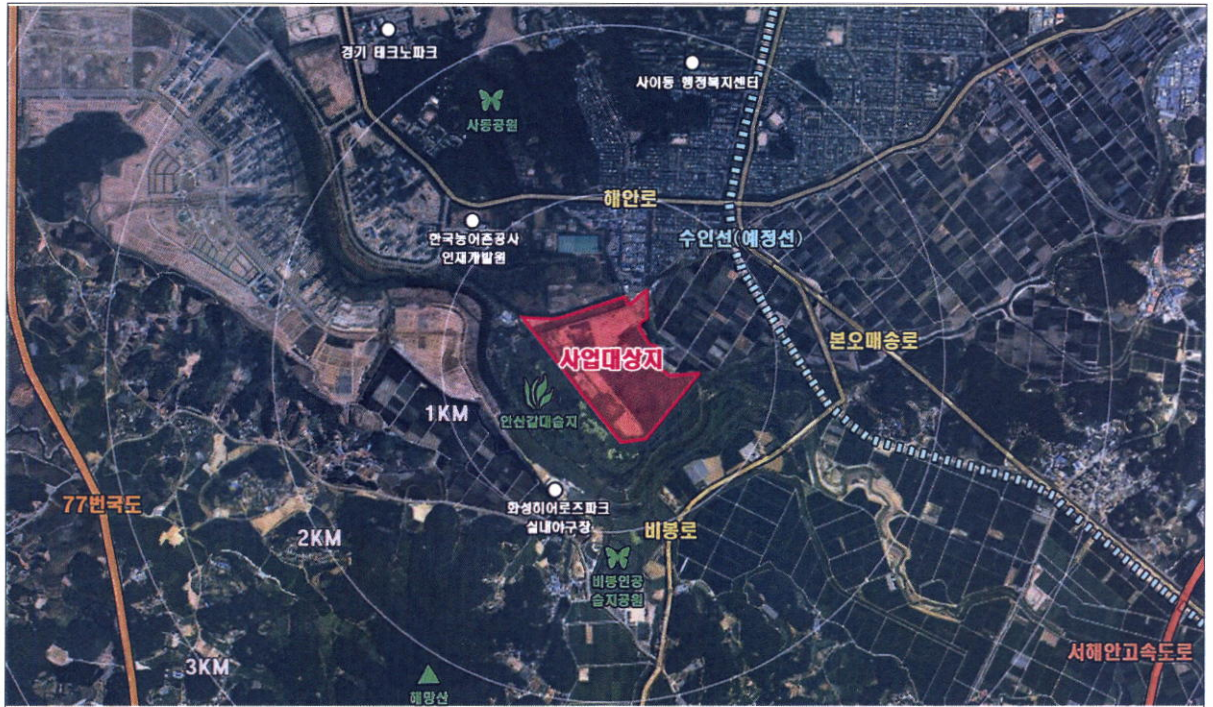 경기 테크노파크
사이동 행정복지센터
사동공원
해안로
한국농어촌공사
인재개발원
수인선(예정선)
본오매송로
사업대상지
안산갈대습지
1KM
77번국도
화성히어로즈파크
실내야구장
비봉로
2KM
비봉인공
습지공원
서해안고속도로
3KM
해망산